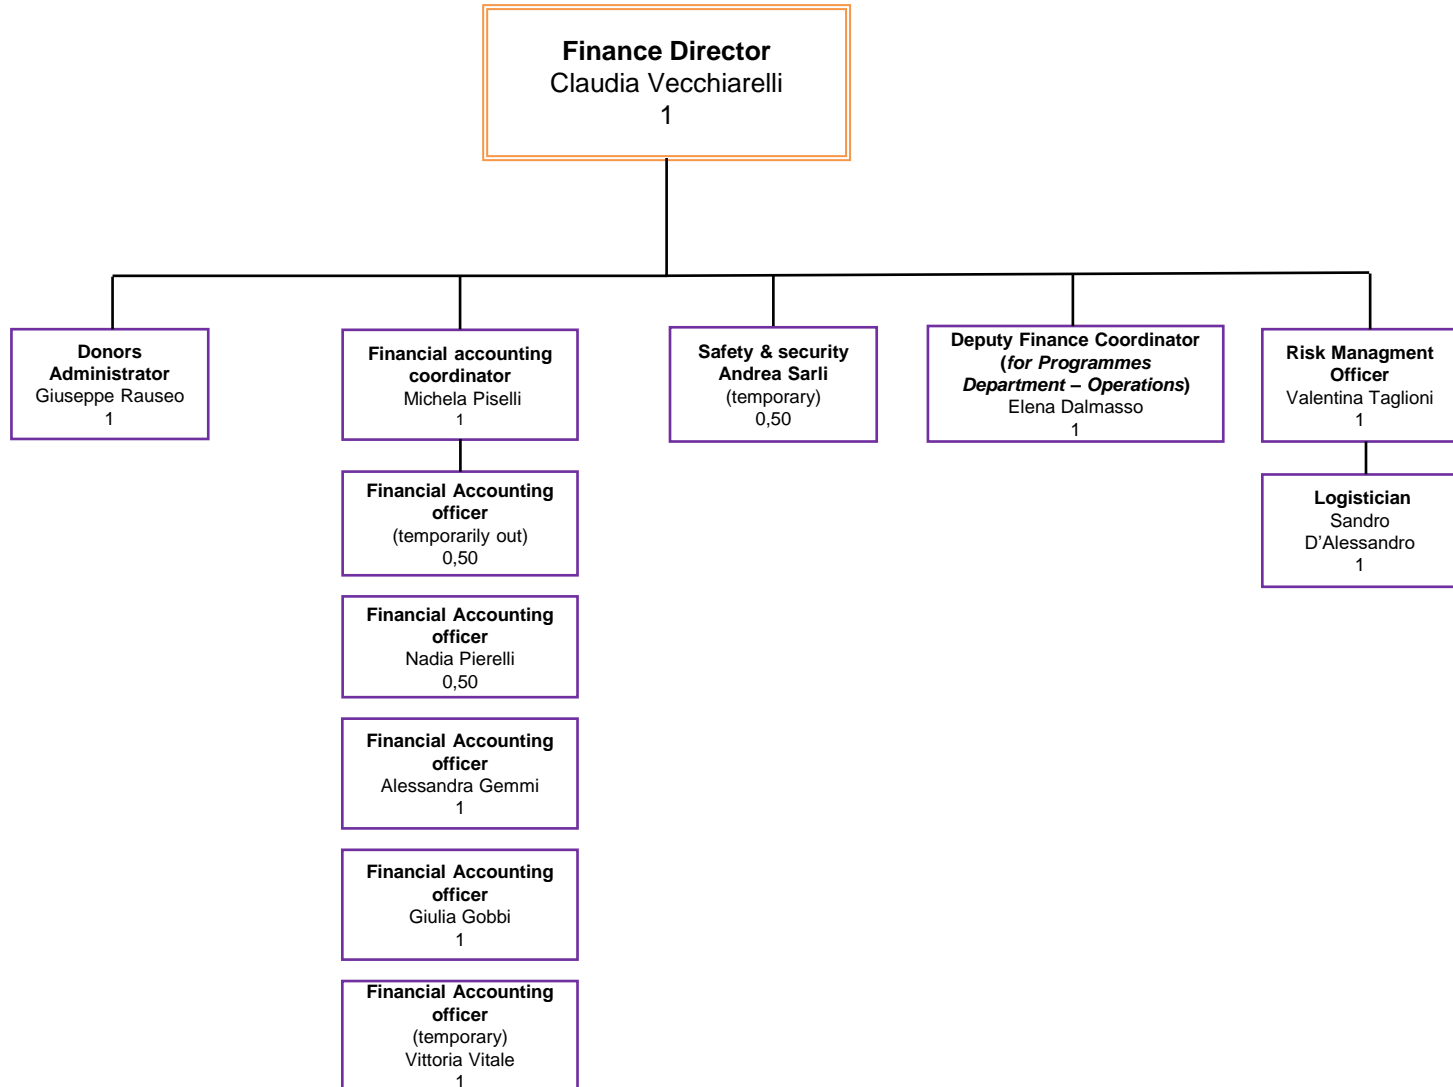 Finance Director
Claudia Vecchiarelli
1
Donors
Administrator
Giuseppe Rauseo
1
Financial accounting
coordinator
Michela Piselli
1
Safety & security
Andrea Sarli
(temporary)
0,50
Deputy Finance Coordinator
(for Programmes
Department – Operations)
Elena Dalmasso
1
Risk Managment
Officer
Valentina Taglioni
1
Financial Accounting
officer
(temporarily out)
0,50
Financial Accounting
officer
Nadia Pierelli
0,50
Financial Accounting
officer
Alessandra Gemmi
1
Financial Accounting
officer
Giulia Gobbi
1
Financial Accounting
officer
(temporary)
Vittoria Vitale
1
Logistician
Sandro
D’Alessandro
1